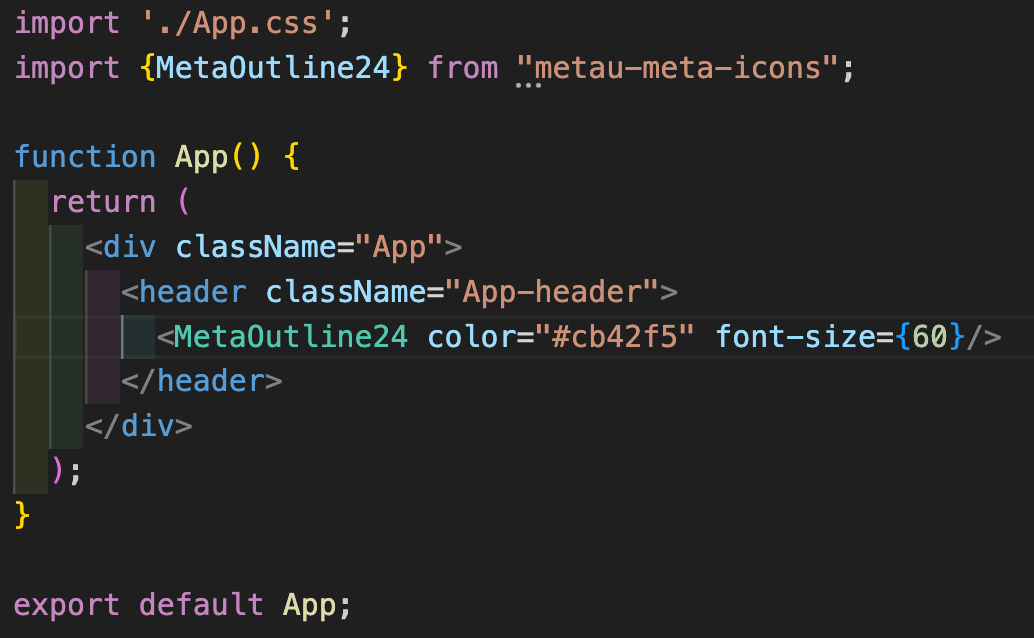 import './App.css';
import {MetaOutline24} from "metau-meta-icons";
function App() {
return (
<div className="App">
<header className="App-header">
<MetaOutline24 color="#cb42f5" font-size={60}/>
</header>
</div>
);
}
export default App;